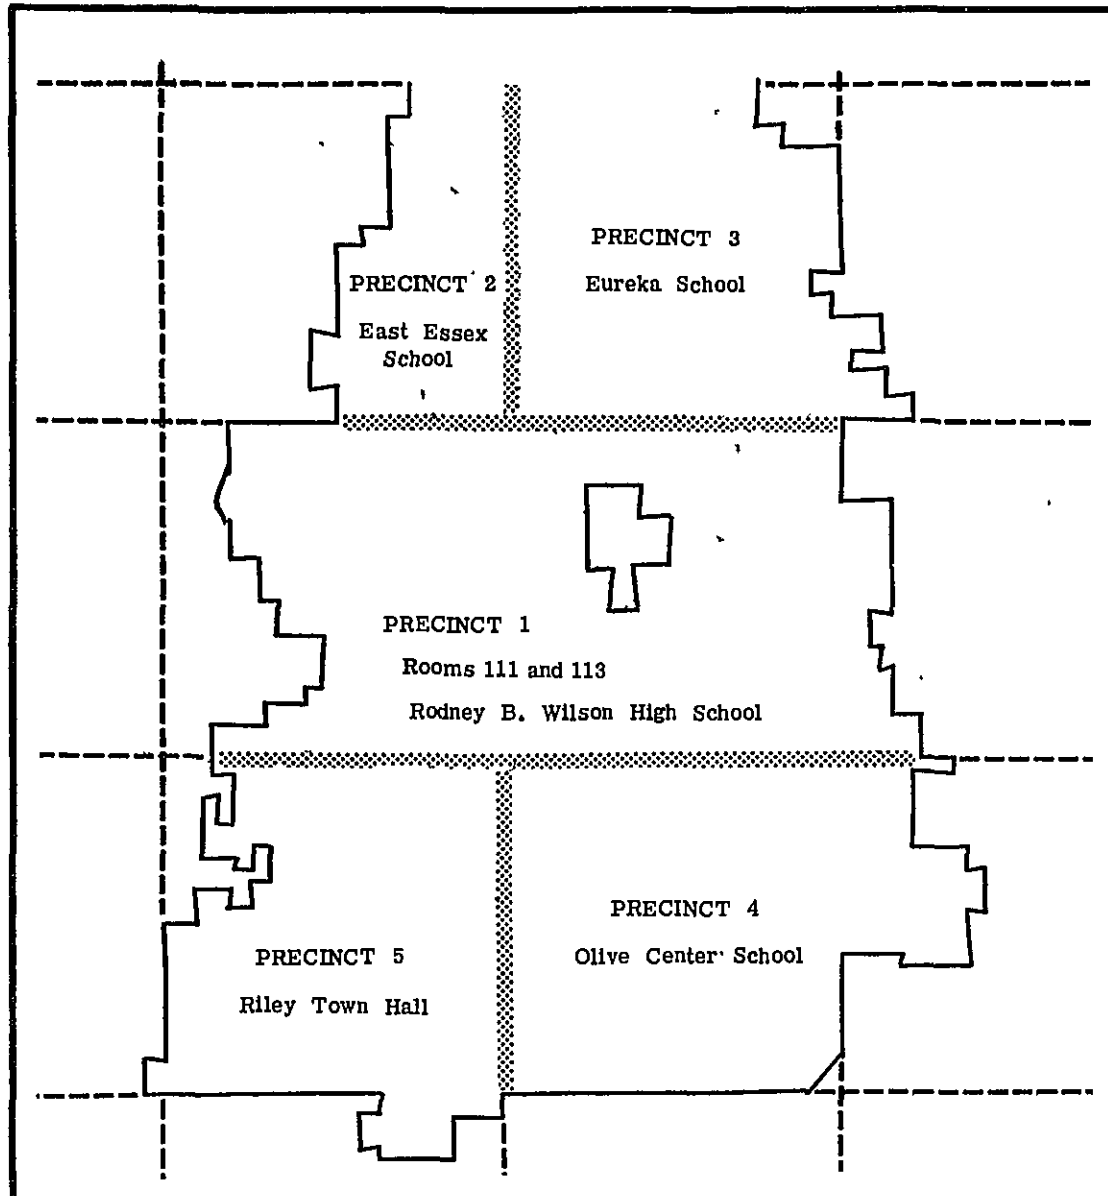 PRECINCT 3
Eureka School
PRECINCT 2
East Essex
School
PRECINCT 1
Rooms 111 and 113
Rodney B. Wilson High School
PRECINCT 4
Olive Center School
PRECINCT 5
Riley Town Hall